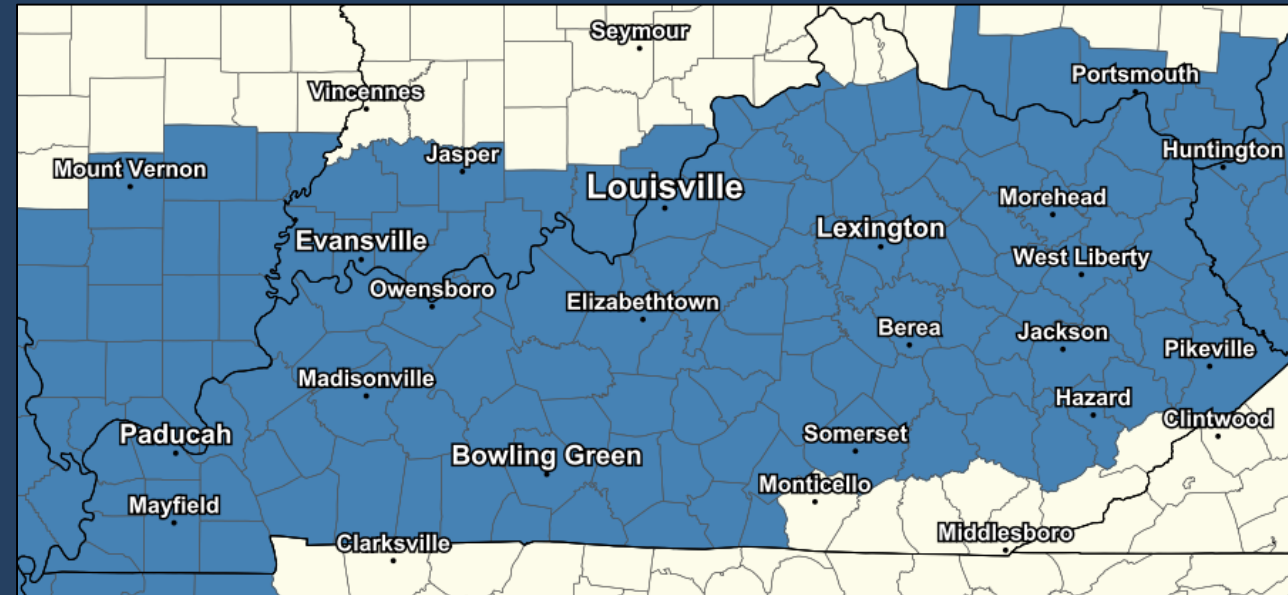 Seymour
Vincennes
Portsmouth
Jasper
Mount Vernon
Huntington
Louisville
Morehead
Lexington
Evansville
West Liberty
Owensboro
Elizabethtown
Berea
Jackson
Pikeville
Madisonville
Hazard
Clintwood
Paducah
Somerset
Bowling Green
Monticello
Mayfield
Middlesboro
Clarksville